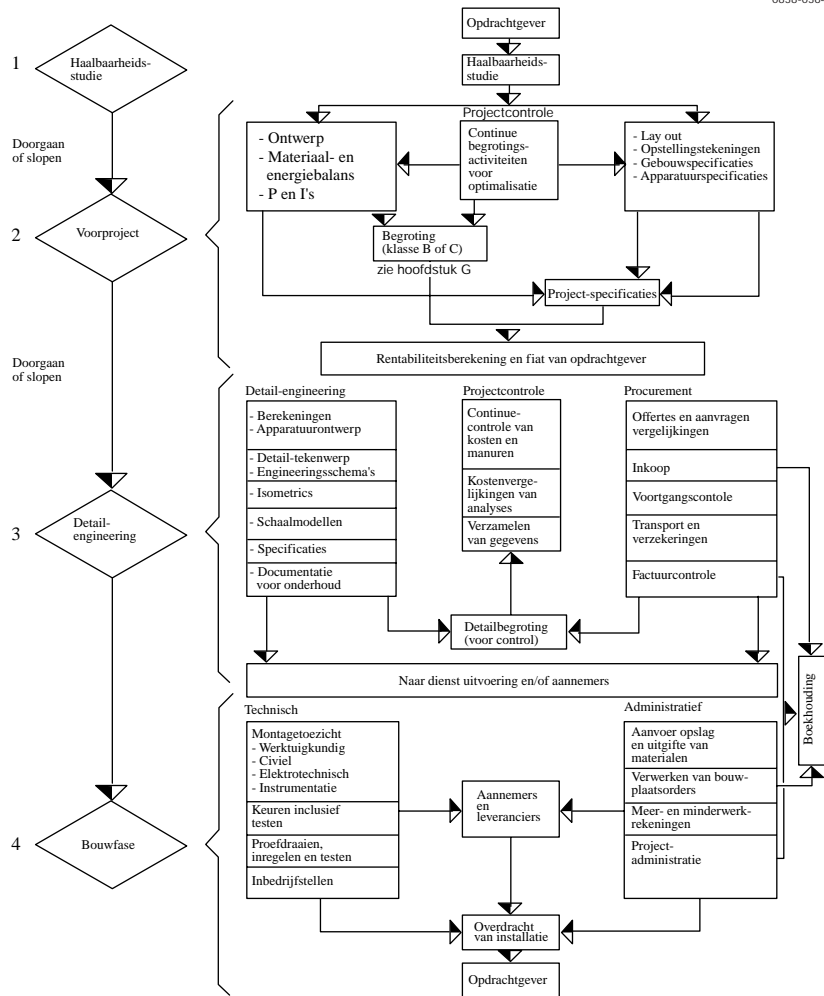 Opdrachtgever
1
Haalbaarheids-
studie
Haalbaarheids-
studie
Doorgaan
of slopen
Projectcontrole
- Ontwerp
- Materiaal- en
energiebalans
- P en I's
Continue
begrotings-
activiteiten
voor
optimalisatie
- Lay out
- Opstellingstekeningen
- Gebouwspecificaties
- Apparatuurspecificaties
2
Voorproject
Begroting
(klasse B of C)
zie hoofdstuk G
Project-specificaties
Rentabiliteitsberekening en fiat van opdrachtgever
Doorgaan
of slopen
Detail-engineering
- Berekeningen
- Apparatuurontwerp
- Detail-tekenwerp
- Engineeringsschema's
- Isometrics
- Schaalmodellen
- Specificaties
- Documentatie
voor onderhoud
Projectcontrole
Continue-
controle van
kosten en
manuren
Kostenverge-
lijkingen van
analyses
Verzamelen
van gegevens
Procurement
Offertes en aanvragen
vergelijkingen
Inkoop
Voortgangscontole
Transport en
verzekeringen
Factuurcontrole
3
Detail-
engineering
Detailbegroting
(voor control)
Naar dienst uitvoering en/of aannemers
Boekhouding
Technisch
Montagetoezicht
- Werktuigkundig
- Civiel
- Elektrotechnisch
- Instrumentatie
Keuren inclusief
testen
Proefdraaien,
inregelen en testen
Inbedrijfstellen
Aannemers
en
leveranciers
Administratief
Aanvoer opslag
en uitgifte van
materialen
Verwerken van bouw-
plaatsorders
Meer- en minderwerk-
rekeningen
Project-
administratie
4
Bouwfase
Overdracht
van installatie
Opdrachtgever